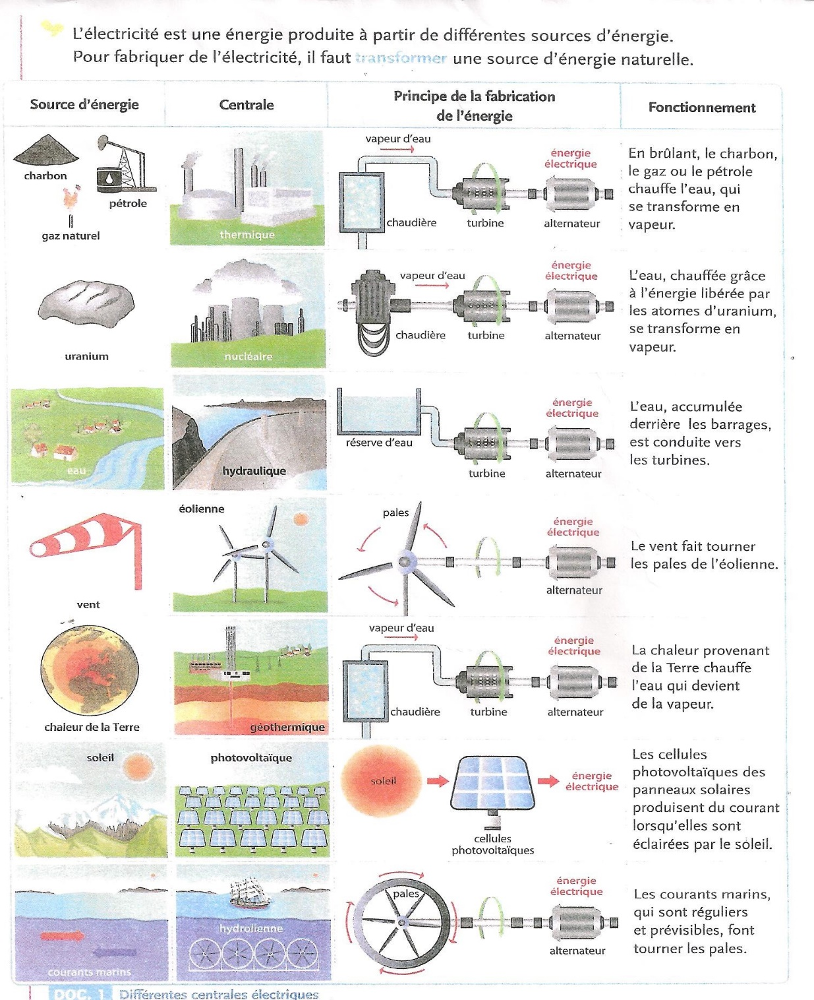 L'électricité est une énergie produite à partir de différentes sources d'énergie.
Pour fabriquer de l'électricité, il faut transformer une source d'énergie naturelle.
Source d'énergie
Centrale
Principe de la fabrication
de l'énergie
Fonctionnement
charbon
pétrole
gaz naturel
thermique
vapeur d'eau
chaudière
turbine
énergie
électrique
alternateur
En brûlant, le charbon,
le gaz ou le pétrole
chauffe l'eau, qui
se transforme en
vapeur.
uranium
nucléaire
vapeur d'eau
chaudière
turbine
énergie
électrique
alternateur
L'eau, chauffée grâce
à l'énergie libérée par
les atomes d'uranium,
se transforme en
vapeur.
eau
hydraulique
réserve d'eau
turbine
énergie
électrique
alternateur
L'eau, accumulée
derrière les barrages,
est conduite vers
les turbines.
vent
éolienne
pales
énergie
électrique
alternateur
Le vent fait tourner
les pales de l'éolienne.
chaleur de la Terre
géothermique
vapeur d'eau
chaudière
turbine
énergie
électrique
alternateur
La chaleur provenant
de la Terre chauffe
l'eau qui devient
de la vapeur.
soleil
photovoltaïque
soleil
cellules
photovoltaïques
énergie
électrique
Les cellules
photovoltaïques des
panneaux solaires
produisent du courant
lorsqu'elles sont
éclairées par le soleil.
courants marins
hydrolienne
pales
énergie
électrique
alternateur
Les courants marins,
qui sont réguliers
et prévisibles, font
tourner les pales.
DOC. 1 Différentes centrales électriques